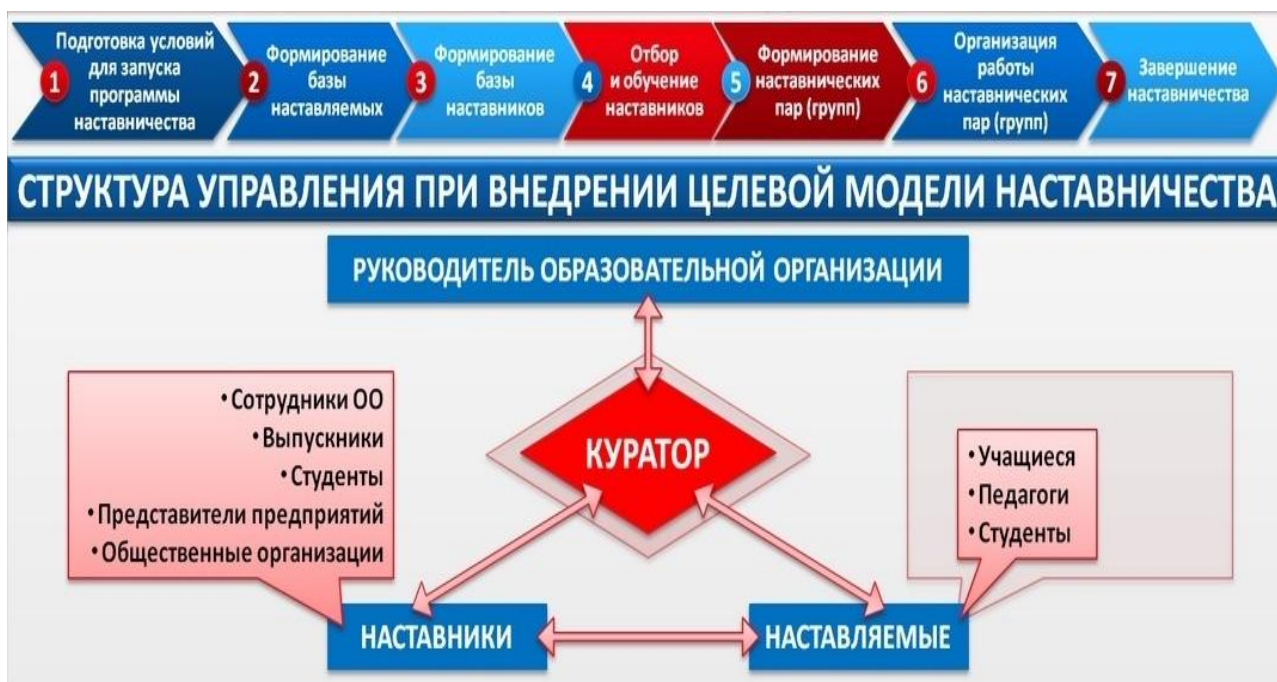 1
Подготовка условий
для запуска
программы
наставничества
2
Формирование
базы
наставляемых
3
Формирование
базы
наставников
4
Отбор
и обучение
наставников
5
Формирование
наставнических
пар (групп)
6
Организация
работы
наставнических
пар (групп)
7
Завершение
наставничества
СТРУКТУРА УПРАВЛЕНИЯ ПРИ ВНЕДРЕНИИ ЦЕЛЕВОЙ МОДЕЛИ НАСТАВНИЧЕСТВА
РУКОВОДИТЕЛЬ ОБРАЗОВАТЕЛЬНОЙ ОРГАНИЗАЦИИ
• Сотрудники ОО
• Выпускники
• Студенты
• Представители предприятий
• Общественные организации
КУРАТОР
• Учащиеся
• Педагоги
• Студенты
НАСТАВНИКИ
НАСТАВЛЯЕМЫЕ